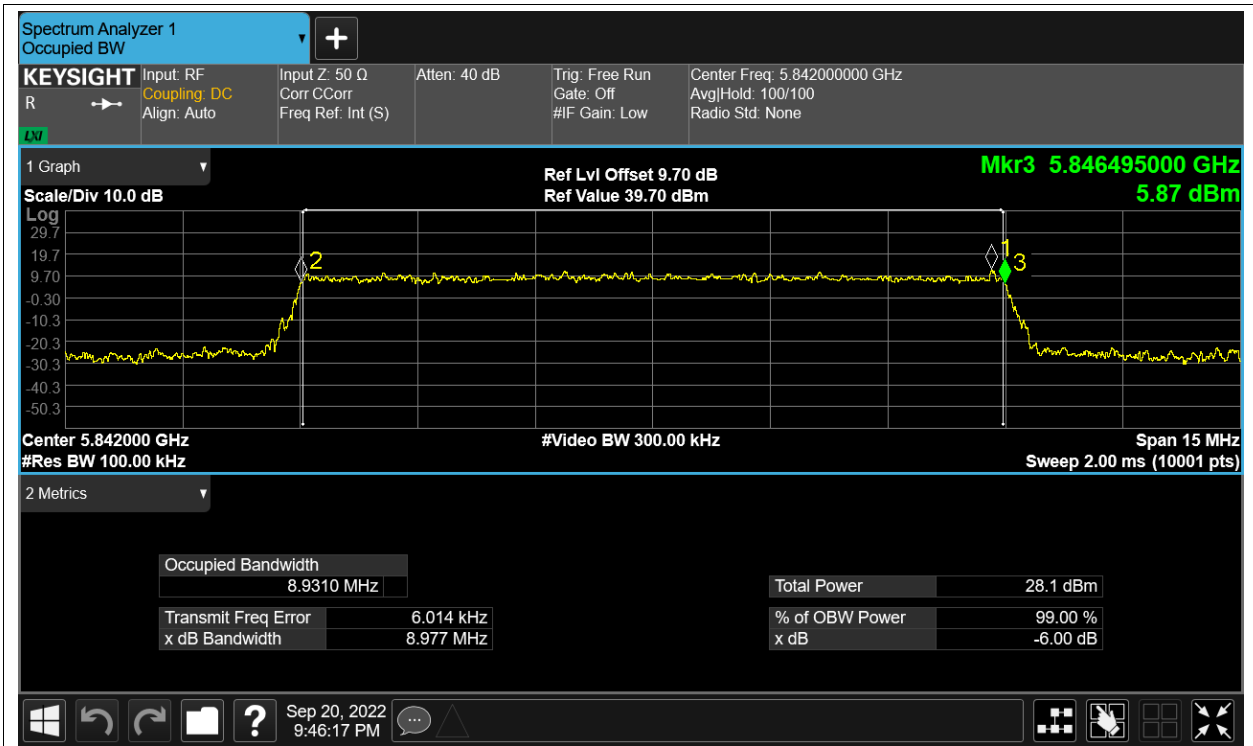 Spectrum Analyzer 1
Occupied BW
KEYSIGHT
R
LXI
Input: RF
Coupling: DC
Align: Auto
Input Z: 50 Ω
Corr CCorr
Freq Ref: Int (S)
Atten: 40 dB
Trig: Free Run
Gate: Off
#IF Gain: Low
Center Freq: 5.842000000 GHz
Avg|Hold: 100/100
Radio Std: None
1 Graph
Scale/Div 10.0 dB
Ref Lvl Offset 9.70 dB
Ref Value 39.70 dBm
Mkr3 5.846495000 GHz
5.87 dBm
Log
29.7
19.7
9.70
-0.30
-10.3
-20.3
-30.3
-40.3
-50.3
2
1
3
Center 5.842000 GHz
#Video BW 300.00 kHz
Span 15 MHz
#Res BW 100.00 kHz
Sweep 2.00 ms (10001 pts)
2 Metrics
Occupied Bandwidth
8.9310 MHz
Total Power 28.1 dBm
Transmit Freq Error 6.014 kHz
% of OBW Power 99.00 %
x dB Bandwidth 8.977 MHz
x dB -6.00 dB
Sep 20, 2022
9:46:17 PM